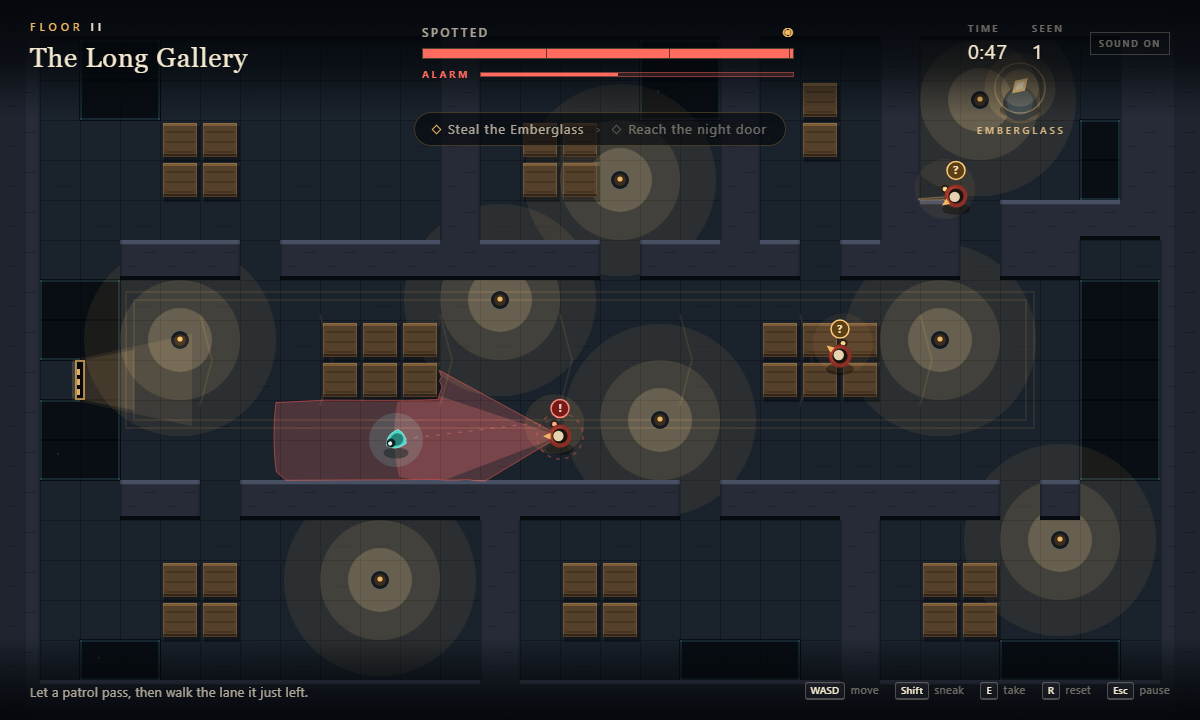 FLOOR II
The Long Gallery
SPOTTED
ALARM
Steal the Emberglass › Reach the night door
TIME SEEN
0:47 1
SOUND ON
EMBERGLASS
?
?
!
Let a patrol pass, then walk the lane it just left.
WASD move Shift sneak E take R reset Esc pause